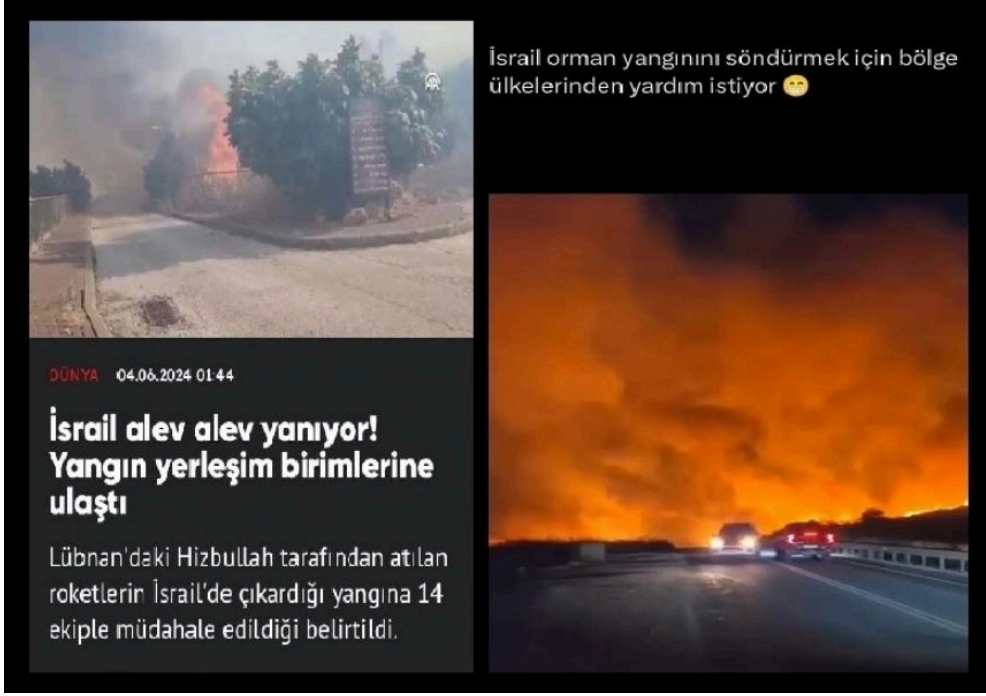 DÜNYA 04.06.2024 01:44
İsrail alev alev yanıyor!
Yangın yerleşim birimlerine
ulaştı
Lübnan'daki Hizbullah tarafından atılan
roketlerin İsrail'de çıkardığı yangına 14
ekiple müdahale edildiği belirtildi.
İsrail orman yangınını söndürmek için bölge
ülkelerinden yardım istiyor 😁